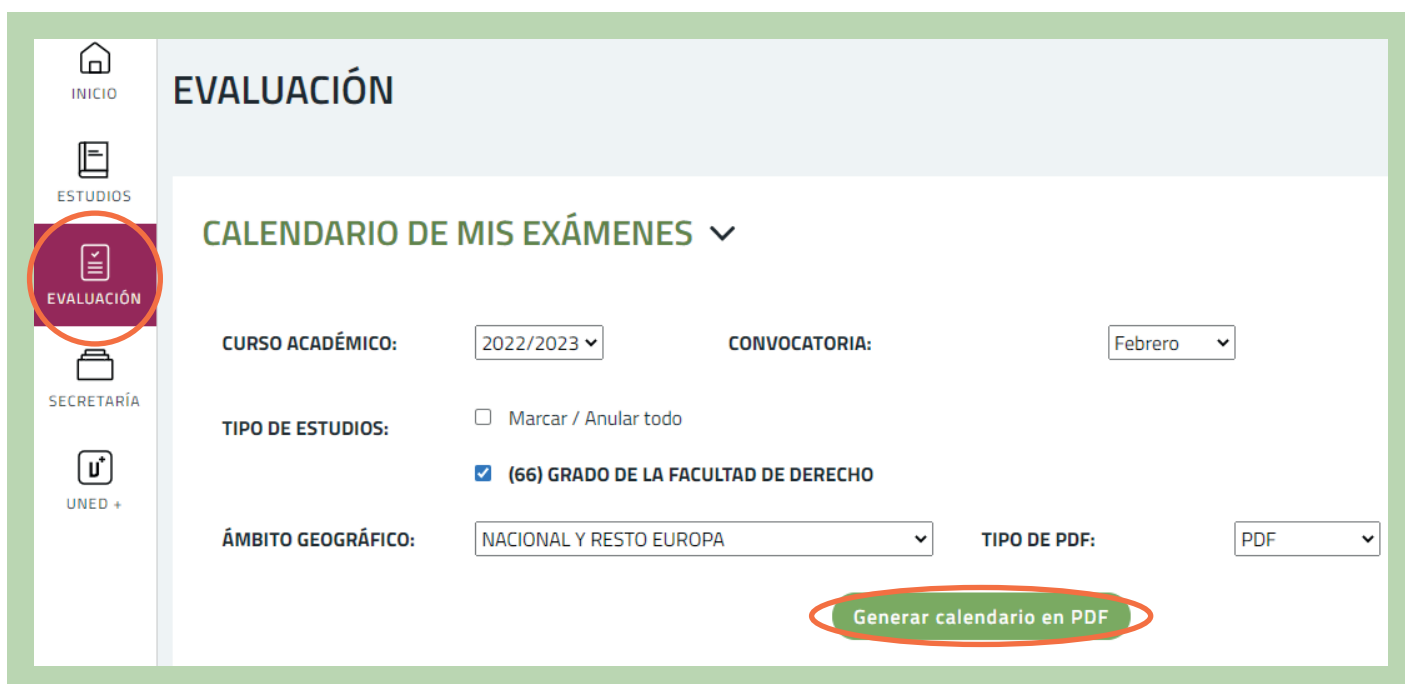 INICIO
ESTUDIOS
EVALUACIÓN
SECRETARÍA
U+
UNED +
EVALUACIÓN
CALENDARIO DE MIS EXÁMENES
CURSO ACADÉMICO: 2022/2023 CONVOCATORIA: Febrero
TIPO DE ESTUDIOS: Marcar / Anular todo
(66) GRADO DE LA FACULTAD DE DERECHO
ÁMBITO GEOGRÁFICO: NACIONAL Y RESTO EUROPA TIPO DE PDF: PDF
Generar calendario en PDF